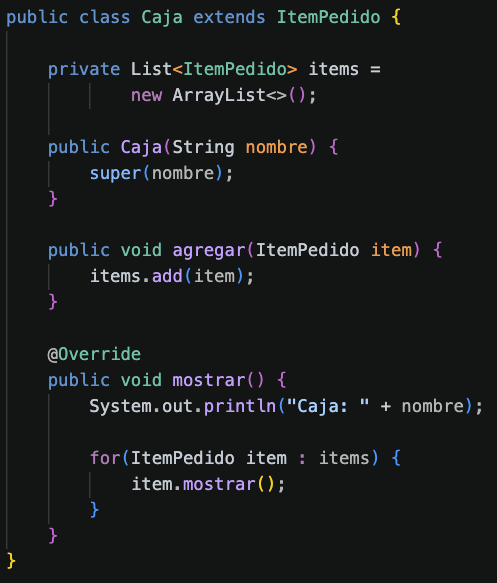 public class Caja extends ItemPedido {
private List<ItemPedido> items =
new ArrayList<>();
public Caja(String nombre) {
super(nombre);
}
public void agregar(ItemPedido item) {
items.add(item);
}
@Override
public void mostrar() {
System.out.println("Caja: " + nombre);
for(ItemPedido item : items) {
item.mostrar();
}
}
}